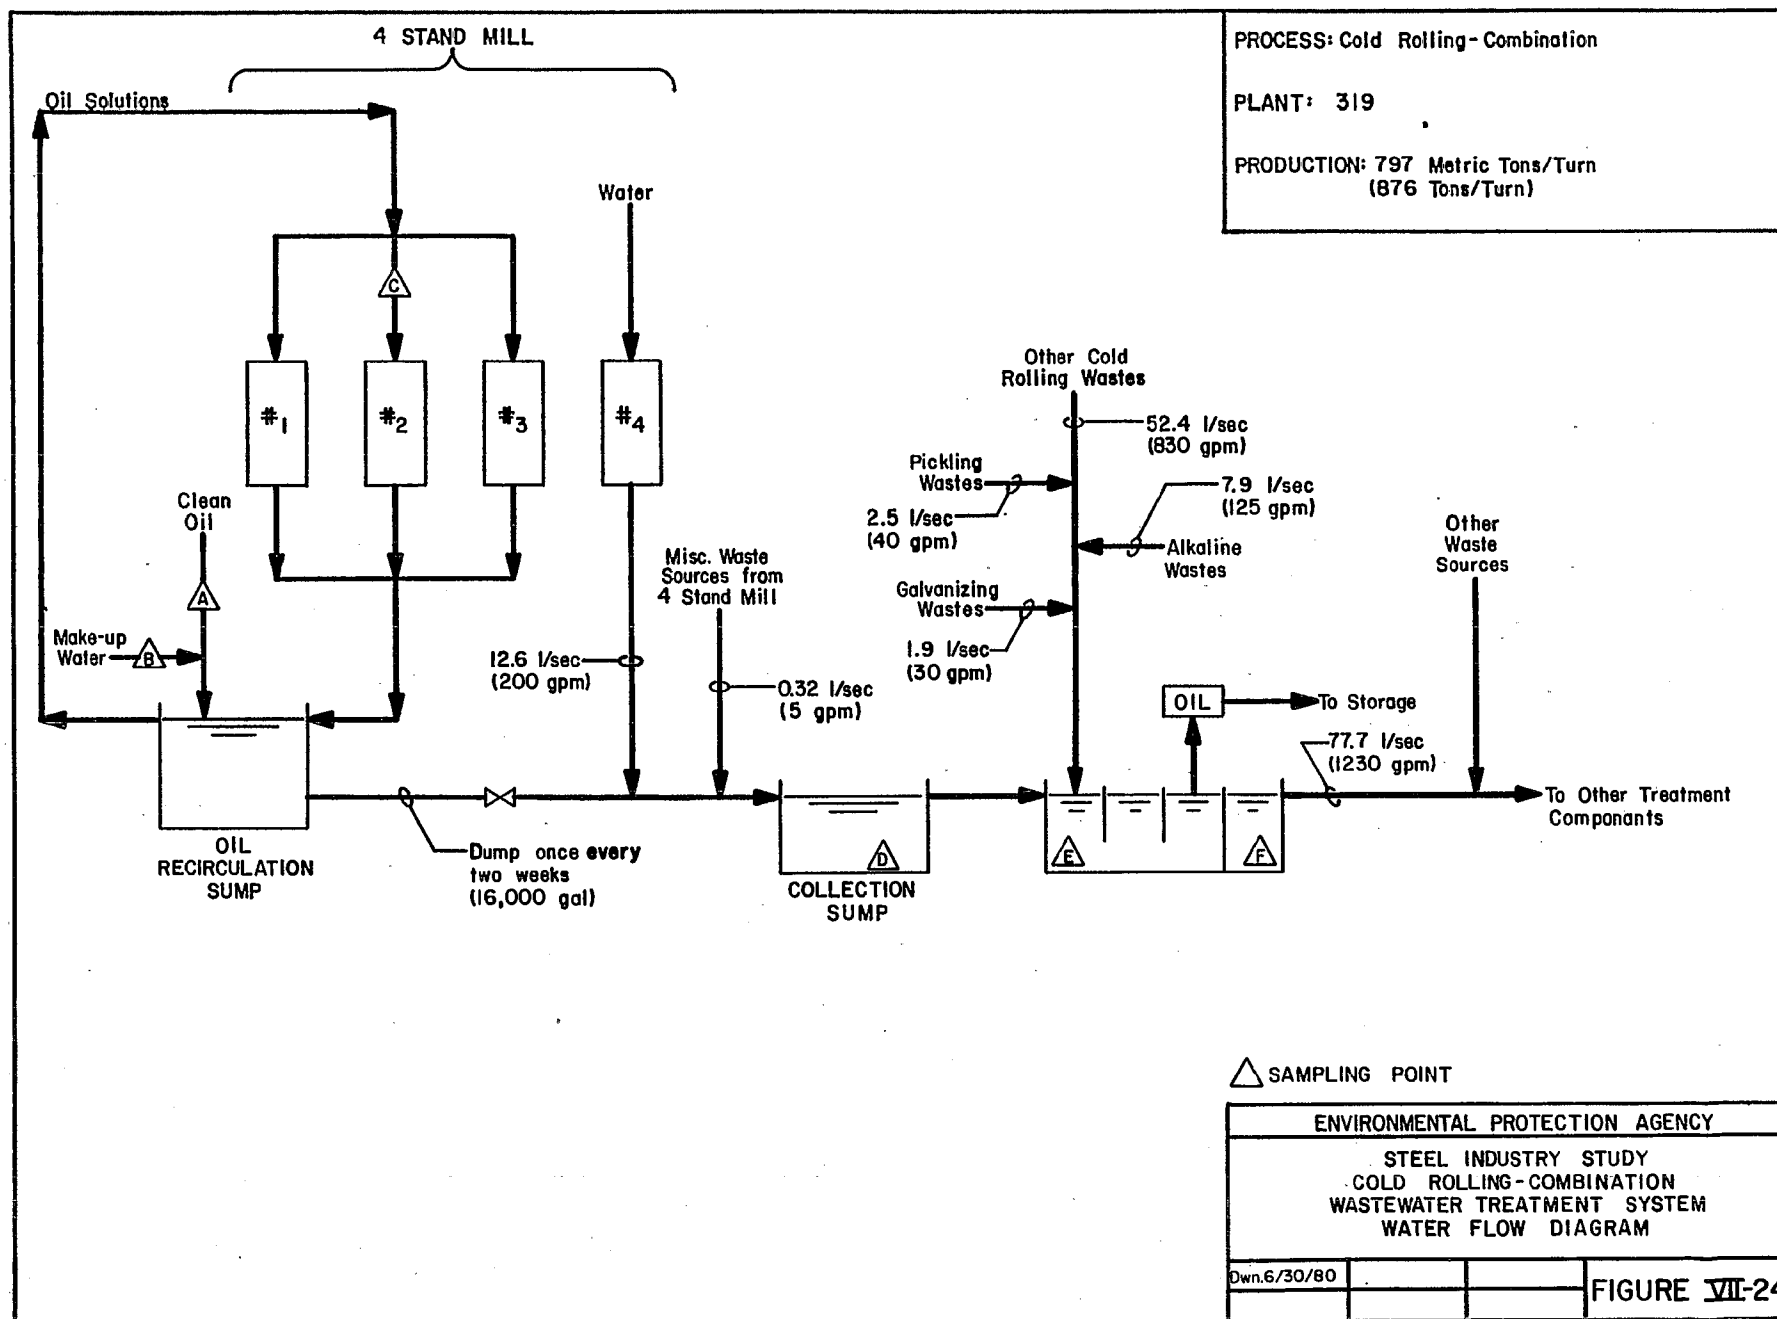 4 STAND MILL
Oil Solutions
PROCESS: Cold Rolling-Combination
PLANT: 319
PRODUCTION: 797 Metric Tons/Turn
(876 Tons/Turn)
Water
C
#1
#2
#3
#4
Clean
Oil
A
Make-up
Water
B
12.6 l/sec
(200 gpm)
Misc. Waste
Sources from
4 Stand Mill
0.32 l/sec
(5 gpm)
Other Cold
Rolling Wastes
52.4 l/sec
(830 gpm)
Pickling
Wastes
2.5 l/sec
(40 gpm)
7.9 l/sec
(125 gpm)
Alkaline
Wastes
Galvanizing
Wastes
1.9 l/sec
(30 gpm)
Other
Waste
Sources
OIL
To Storage
77.7 l/sec
(1230 gpm)
To Other Treatment
Componants
OIL
RECIRCULATION
SUMP
Dump once every
two weeks
(16,000 gal)
D
COLLECTION
SUMP
E
F
SAMPLING POINT
ENVIRONMENTAL PROTECTION AGENCY
STEEL INDUSTRY STUDY
COLD ROLLING-COMBINATION
WASTEWATER TREATMENT SYSTEM
WATER FLOW DIAGRAM
Dwn.6/30/80
FIGURE VII-24